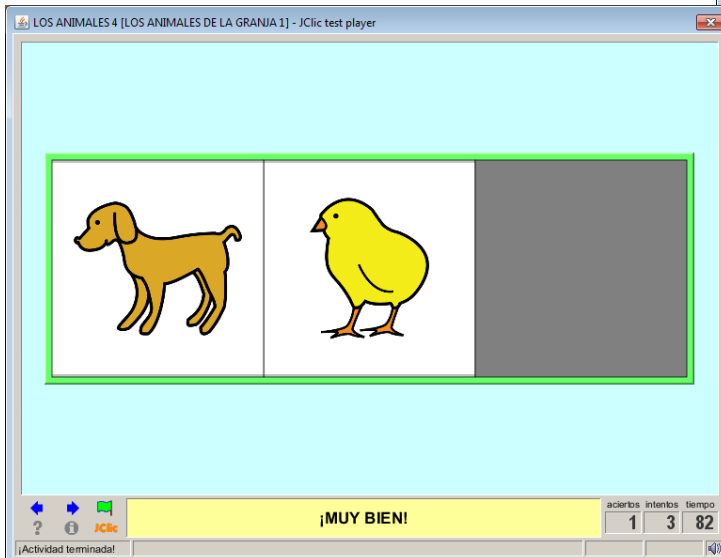 LOS ANIMALES 4 [LOS ANIMALES DE LA GRANJA 1] - JClic test player
¡MUY BIEN!
aciertos intentos tiempo
1 3 82
? i JClic
¡Actividad terminada!